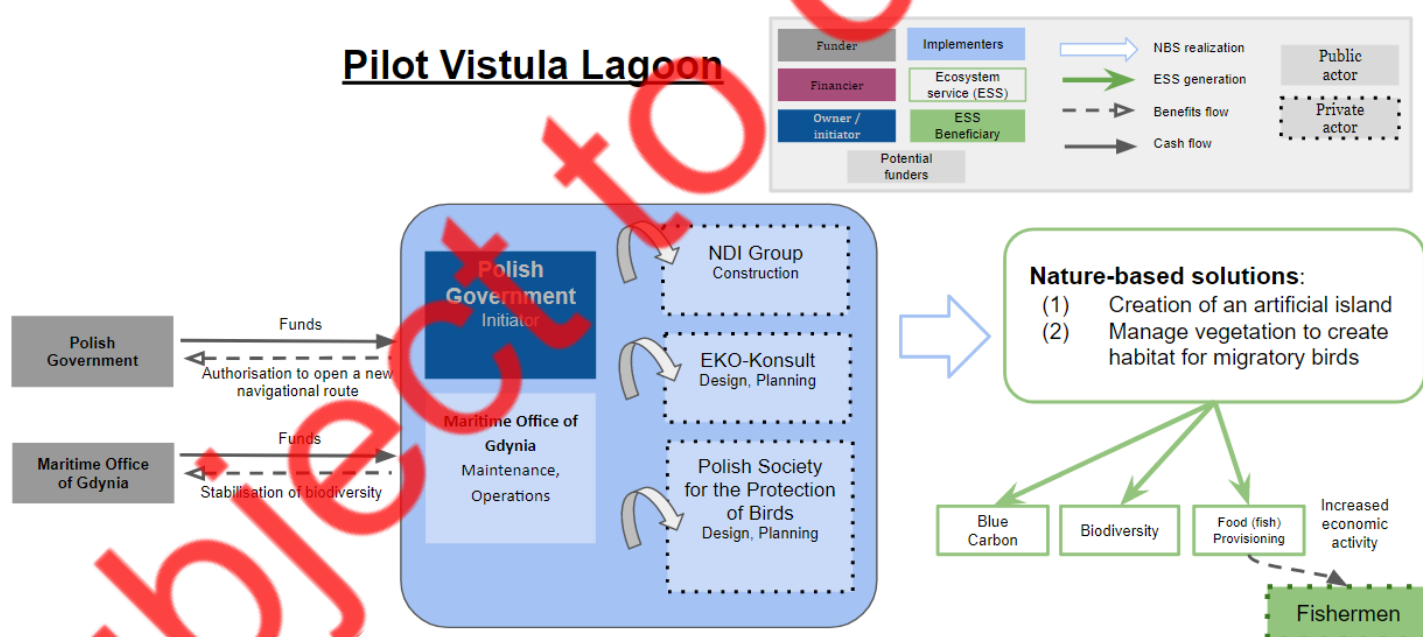 Pilot Vistula Lagoon
Funder
Implementers
NBS realization
Public
actor
Financier
Ecosystem
service (ESS)
ESS generation
Owner /
initiator
ESS
Beneficiary
Benefits flow
Private
actor
Potential
funders
Cash flow
Polish
Government
Funds
Authorisation to open a new
navigational route
Maritime Office
of Gdynia
Funds
Stabilisation of biodiversity
Polish
Government
Initiator
Maritime Office of
Gdynia
Maintenance,
Operations
NDI Group
Construction
EKO-Konsult
Design, Planning
Polish Society
for the Protection
of Birds
Design, Planning
Nature-based solutions:
(1) Creation of an artificial island
(2) Manage vegetation to create
habitat for migratory birds
Blue
Carbon
Biodiversity
Food (fish)
Provisioning
Increased
economic
activity
Fishermen
bject to